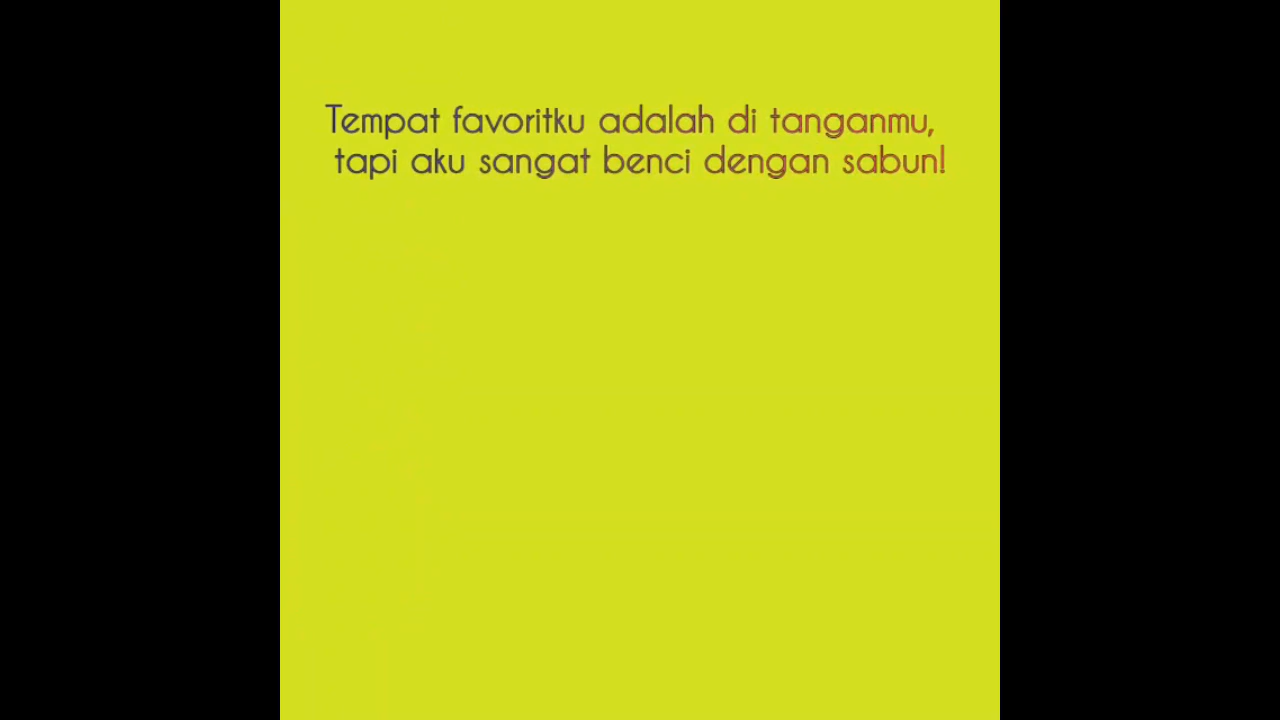 Tempat favoritku adalah di tanganmu,
tapi aku sangat benci dengan sabun!